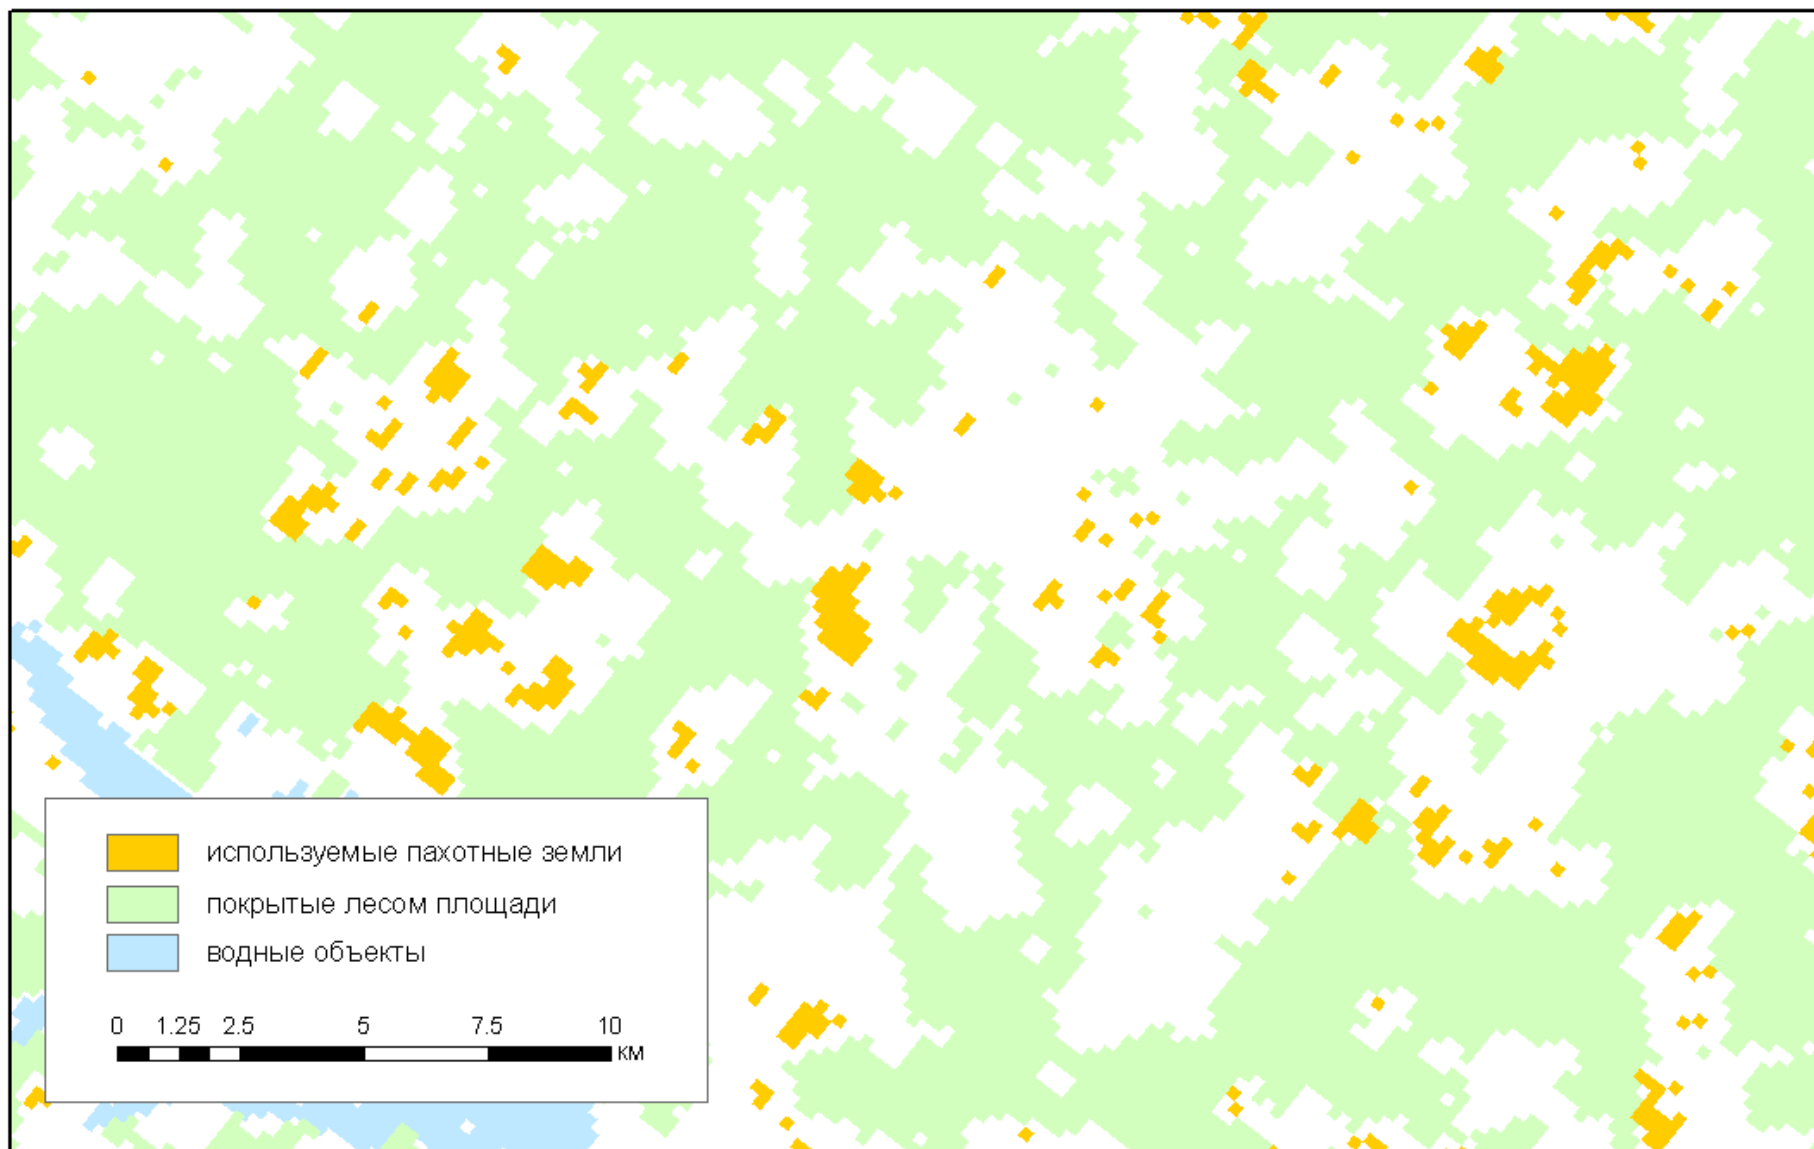 используемые пахотные земли
покрытые лесом площади
водные объекты
0 1.25 2.5 5 7.5 10
км